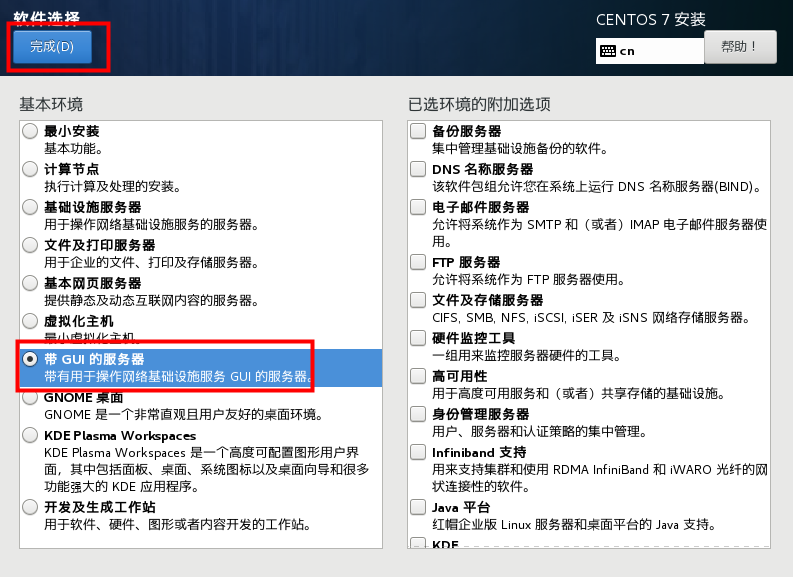 软件选择
完成(D)
CENTOS 7 安装
cn
帮助！
基本环境
最小安装
基本功能。
计算节点
执行计算及处理的安装。
基础设施服务器
用于操作网络基础设施服务的服务器。
文件及打印服务器
用于企业的文件、打印及存储服务器。
基本网页服务器
提供静态及动态互联网内容的服务器。
虚拟化主机
最小虚拟化主机。
带 GUI 的服务器
带有用于操作网络基础设施服务 GUI 的服务器。
GNOME 桌面
GNOME 是一个非常直观且用户友好的桌面环境。
KDE Plasma Workspaces
KDE Plasma Workspaces 是一个高度可配置图形用户界
面，其中包括面板、桌面、系统图标以及桌面向导和很多
功能强大的 KDE 应用程序。
开发及生成工作站
用于软件、硬件、图形或者内容开发的工作站。
已选环境的附加选项
备份服务器
集中管理基础设施备份的软件。
DNS 名称服务器
该软件包组允许您在系统上运行 DNS 名称服务器(BIND)。
电子邮件服务器
允许将系统作为 SMTP 和（或者）IMAP 电子邮件服务器使
用。
FTP 服务器
允许将系统作为 FTP 服务器使用。
文件及存储服务器
CIFS, SMB, NFS, iSCSI, iSER 及 iSNS 网络存储服务器。
硬件监控工具
一组用来监控服务器硬件的工具。
高可用性
用于高度可用服务和（或者）共享存储的基础设施。
身份管理服务器
用户、服务器和认证策略的集中管理。
Infiniband 支持
用来支持集群和使用 RDMA InfiniBand 和 iWARO 光纤的网
状连接性的软件。
Java 平台
红帽企业版 Linux 服务器和桌面平台的 Java 支持。
KDE